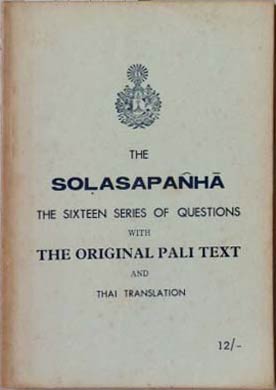 THE
SOḶASAPAÑHĀ
THE SIXTEEN SERIES OF QUESTIONS
WITH
THE ORIGINAL PALI TEXT
AND
THAI TRANSLATION
12/-